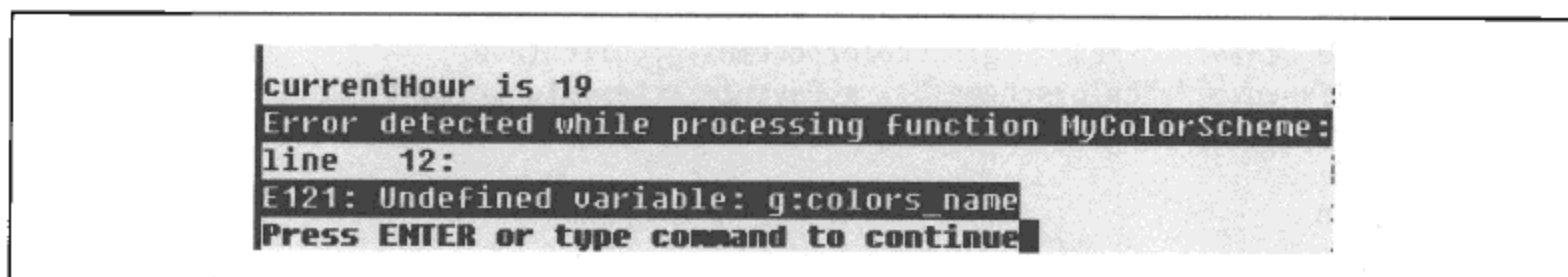 currentHour is 19
Error detected while processing function MyColorScheme:
line   12:
E121: Undefined variable: g:colors_name
Press ENTER or type command to continue